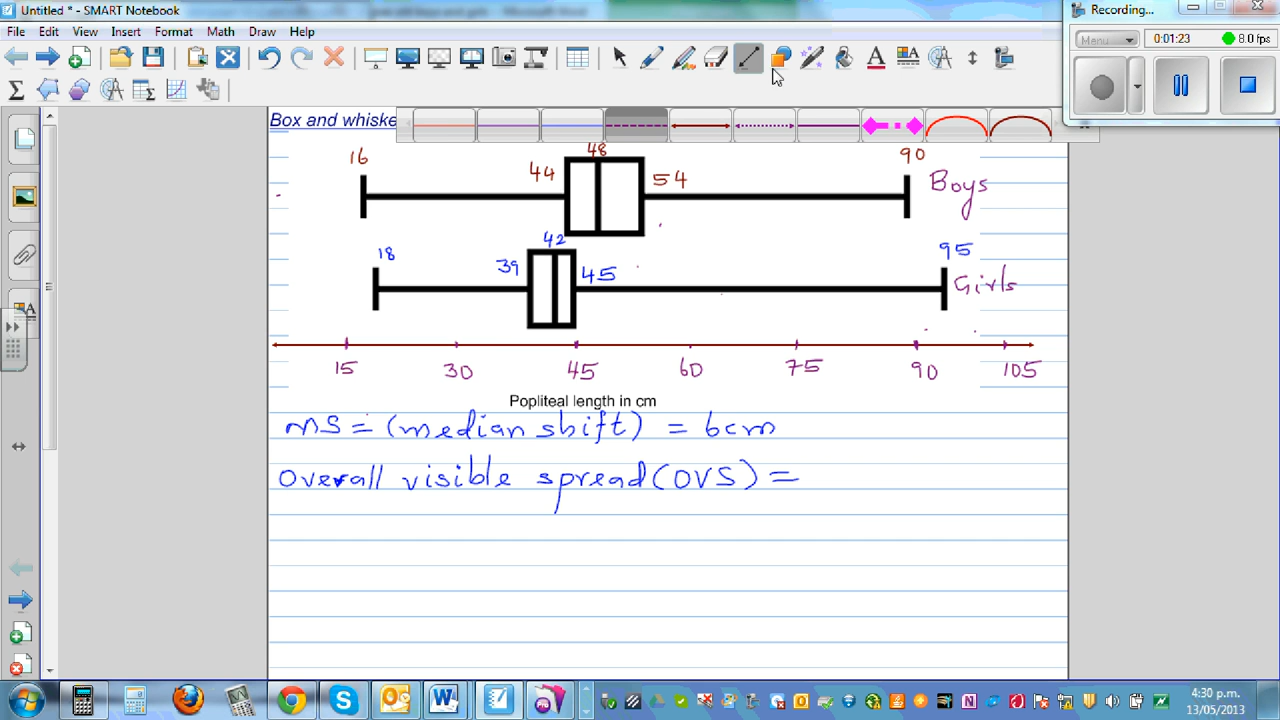 Untitled * - SMART Notebook
Recording...
File Edit View Insert Format Math Draw Help
Menu 0:01:23 8.0 fps
Box and whiske
16 44 48 54 90 Boys
18 39 42 45 95 Girls
15 30 45 60 75 90 105
Popliteal length in cm
MS = (median shift) = 6cm
Overall visible spread (OVS) =
4:30 p.m.
13/05/2013